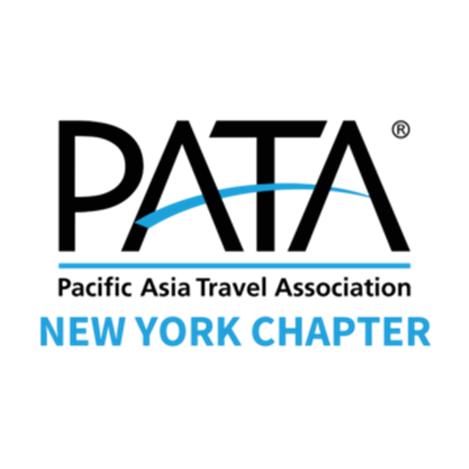 PATA®
Pacific Asia Travel Association
NEW YORK CHAPTER